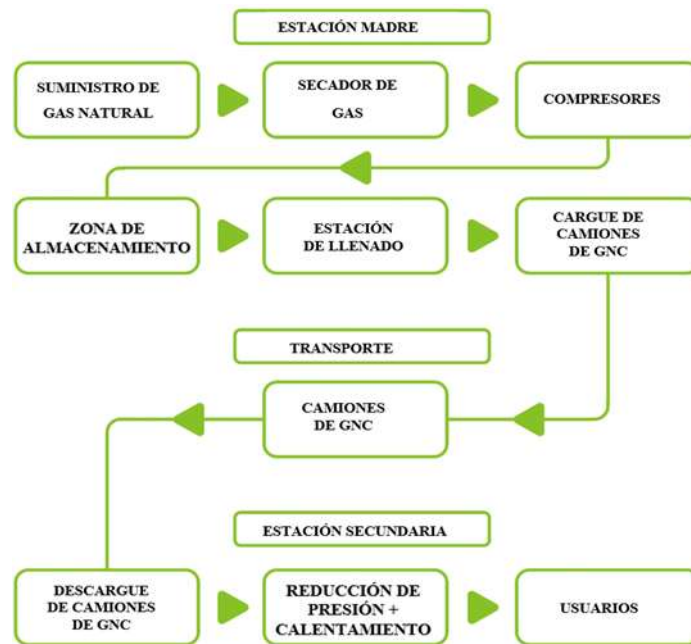 ESTACIÓN MADRE
SUMINISTRO DE
GAS NATURAL
SECADOR DE
GAS
COMPRESORES
ZONA DE
ALMACENAMIENTO
ESTACIÓN
DE LLENADO
CARGUE DE
CAMIONES
DE GNC
TRANSPORTE
CAMIONES
DE GNC
ESTACIÓN SECUNDARIA
DESCARGUE
DE CAMIONES
DE GNC
REDUCCIÓN DE
PRESIÓN +
CALENTAMIENTO
USUARIOS